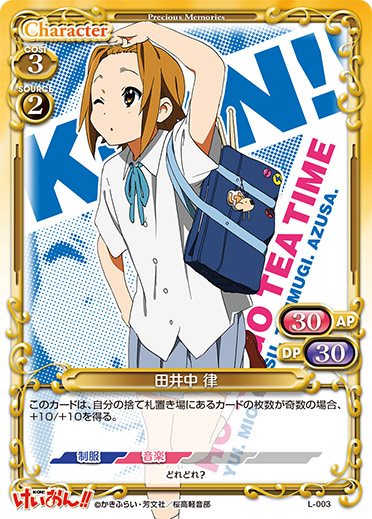 Precious Memories
Character
COST
3
SOURCE
2
K-ON!
HO TEA TIME
MUGI. AZUSA.
30 AP
DP 30
田井中 律
このカードは、自分の捨て札置き場にあるカードの枚数が奇数の場合、
+10/+10を得る。
制服 音楽
YUI. M
どれどれ?
K-ON!
けいおん!!
©かきふらい・芳文社/桜高軽音部
L-003